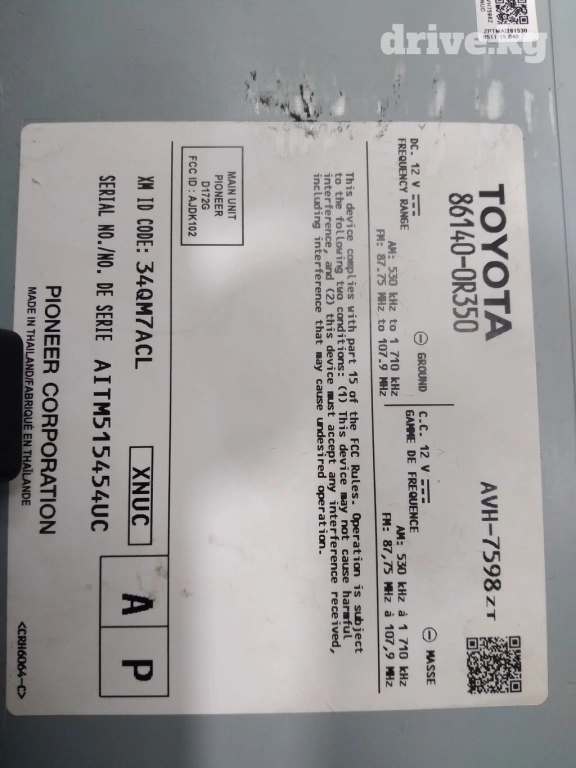 drive.kg
TOYOTA
86140-0R350
AVH-7598ZT
DC. 12 V
GROUND
FREQUENCY RANGE
AM: 530 kHz to 1 710 kHz
FM: 87.75 MHz to 107.9 MHz
C.C. 12 V
MASSE
GAMME DE FREQUENCE
AM: 530 kHz à 1 710 kHz
FM: 87,75 MHz à 107,9 MHz
This device complies with part 15 of the FCC Rules. Operation is subject
to the following two conditions: (1) This device may not cause harmful
interference, and (2) this device must accept any interference received,
including interference that may cause undesired operation.
MAIN UNIT
PIONEER
D172G
FCC ID : AJDK102
XM ID CODE: 34QM7ACL
XNUC
SERIAL NO./NO. DE SERIE AITM515454UC
A P
PIONEER CORPORATION
MADE IN THAILAND/FABRIQUÉ EN THAÏLANDE
<CRH6064-C>